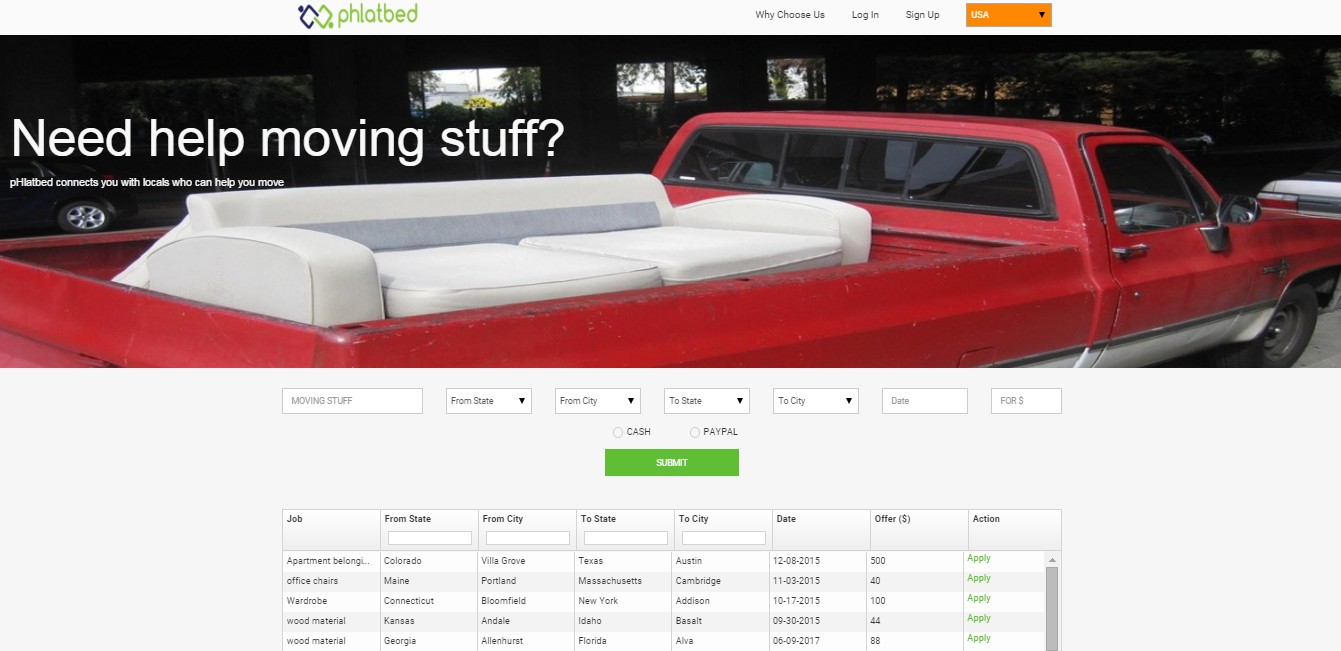 phlatbed
Why Choose Us Log In Sign Up USA
Need help moving stuff?
pHlatbed connects you with locals who can help you move
MOVING STUFF From State From City To State To City Date FOR $
CASH PAYPAL
SUBMIT
Job From State From City To State To City Date Offer ($) Action
Apartment belongi... Colorado Villa Grove Texas Austin 12-08-2015 500 Apply
office chairs Maine Portland Massachusetts Cambridge 11-03-2015 40 Apply
Wardrobe Connecticut Bloomfield New York Addison 10-17-2015 100 Apply
wood material Kansas Andale Idaho Basalt 09-30-2015 44 Apply
wood material Georgia Allenhurst Florida Alva 06-09-2017 88 Apply